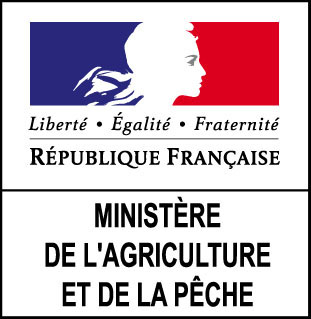 Liberté • Égalité • Fraternité
RÉPUBLIQUE FRANÇAISE
MINISTÈRE
DE L'AGRICULTURE
ET DE LA PÊCHE